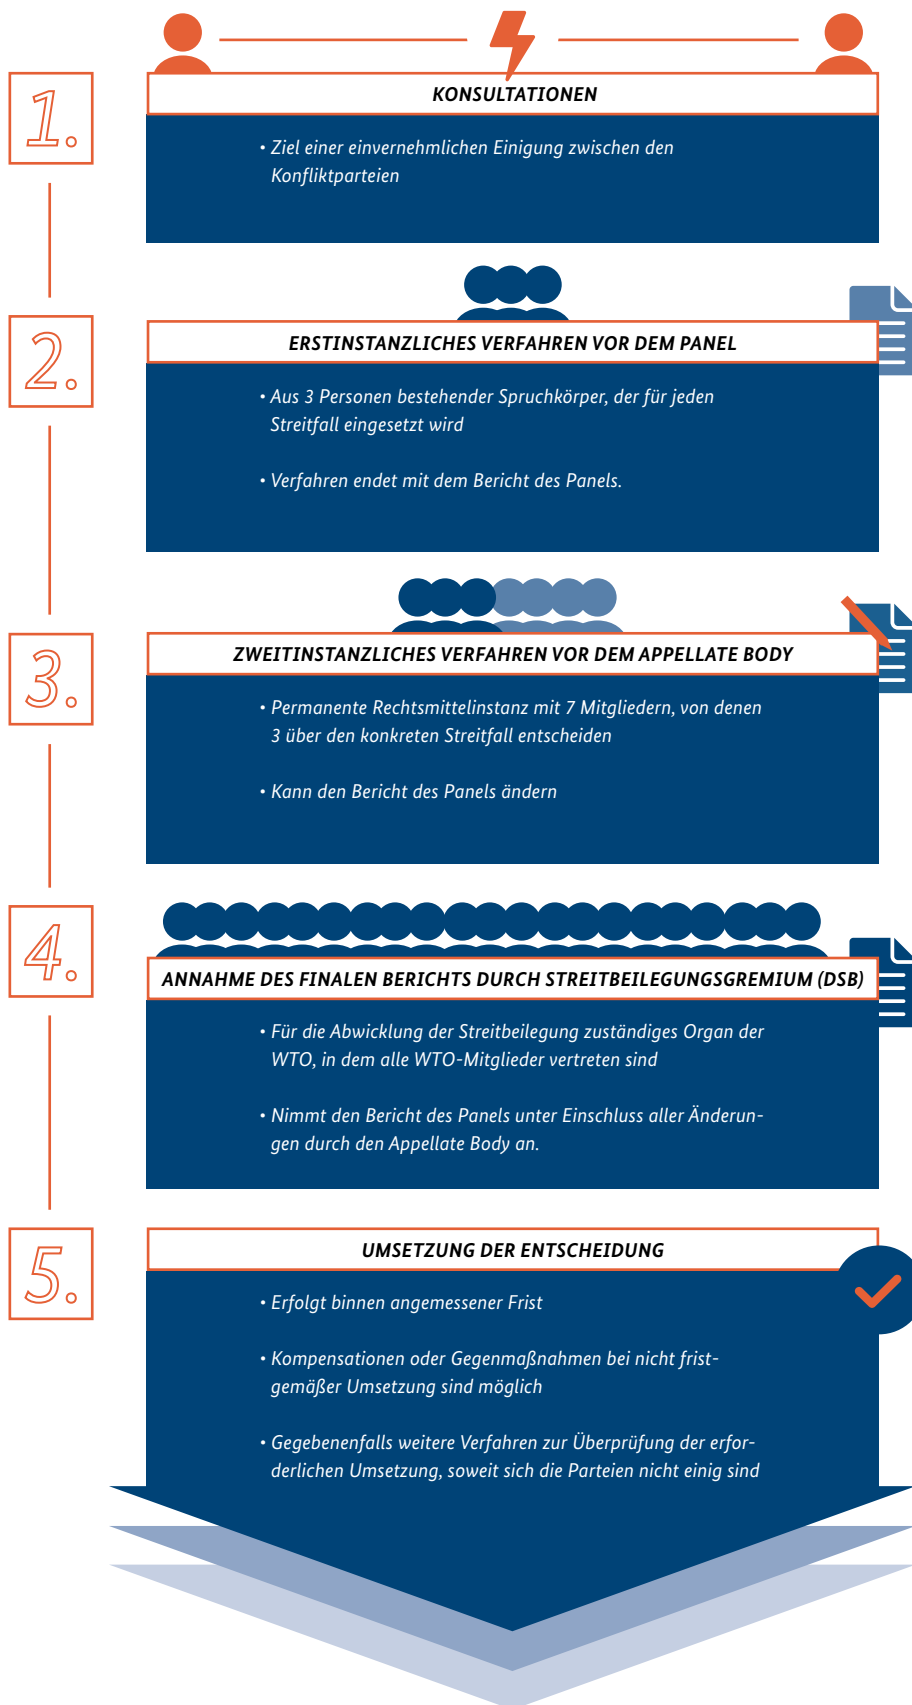 1.
KONSULTATIONEN
• Ziel einer einvernehmlichen Einigung zwischen den
Konfliktparteien
2.
ERSTINSTANZLICHES VERFAHREN VOR DEM PANEL
• Aus 3 Personen bestehender Spruchkörper, der für jeden
Streitfall eingesetzt wird
• Verfahren endet mit dem Bericht des Panels.
3.
ZWEITINSTANZLICHES VERFAHREN VOR DEM APPELLATE BODY
• Permanente Rechtsmittelinstanz mit 7 Mitgliedern, von denen
3 über den konkreten Streitfall entscheiden
• Kann den Bericht des Panels ändern
4.
ANNAHME DES FINALEN BERICHTS DURCH STREITBEILEGUNGSGREMIUM (DSB)
• Für die Abwicklung der Streitbeilegung zuständiges Organ der
WTO, in dem alle WTO-Mitglieder vertreten sind
• Nimmt den Bericht des Panels unter Einschluss aller Änderun-
gen durch den Appellate Body an.
5.
UMSETZUNG DER ENTSCHEIDUNG
• Erfolgt binnen angemessener Frist
• Kompensationen oder Gegenmaßnahmen bei nicht frist-
gemäßer Umsetzung sind möglich
• Gegebenenfalls weitere Verfahren zur Überprüfung der erfor-
derlichen Umsetzung, soweit sich die Parteien nicht einig sind